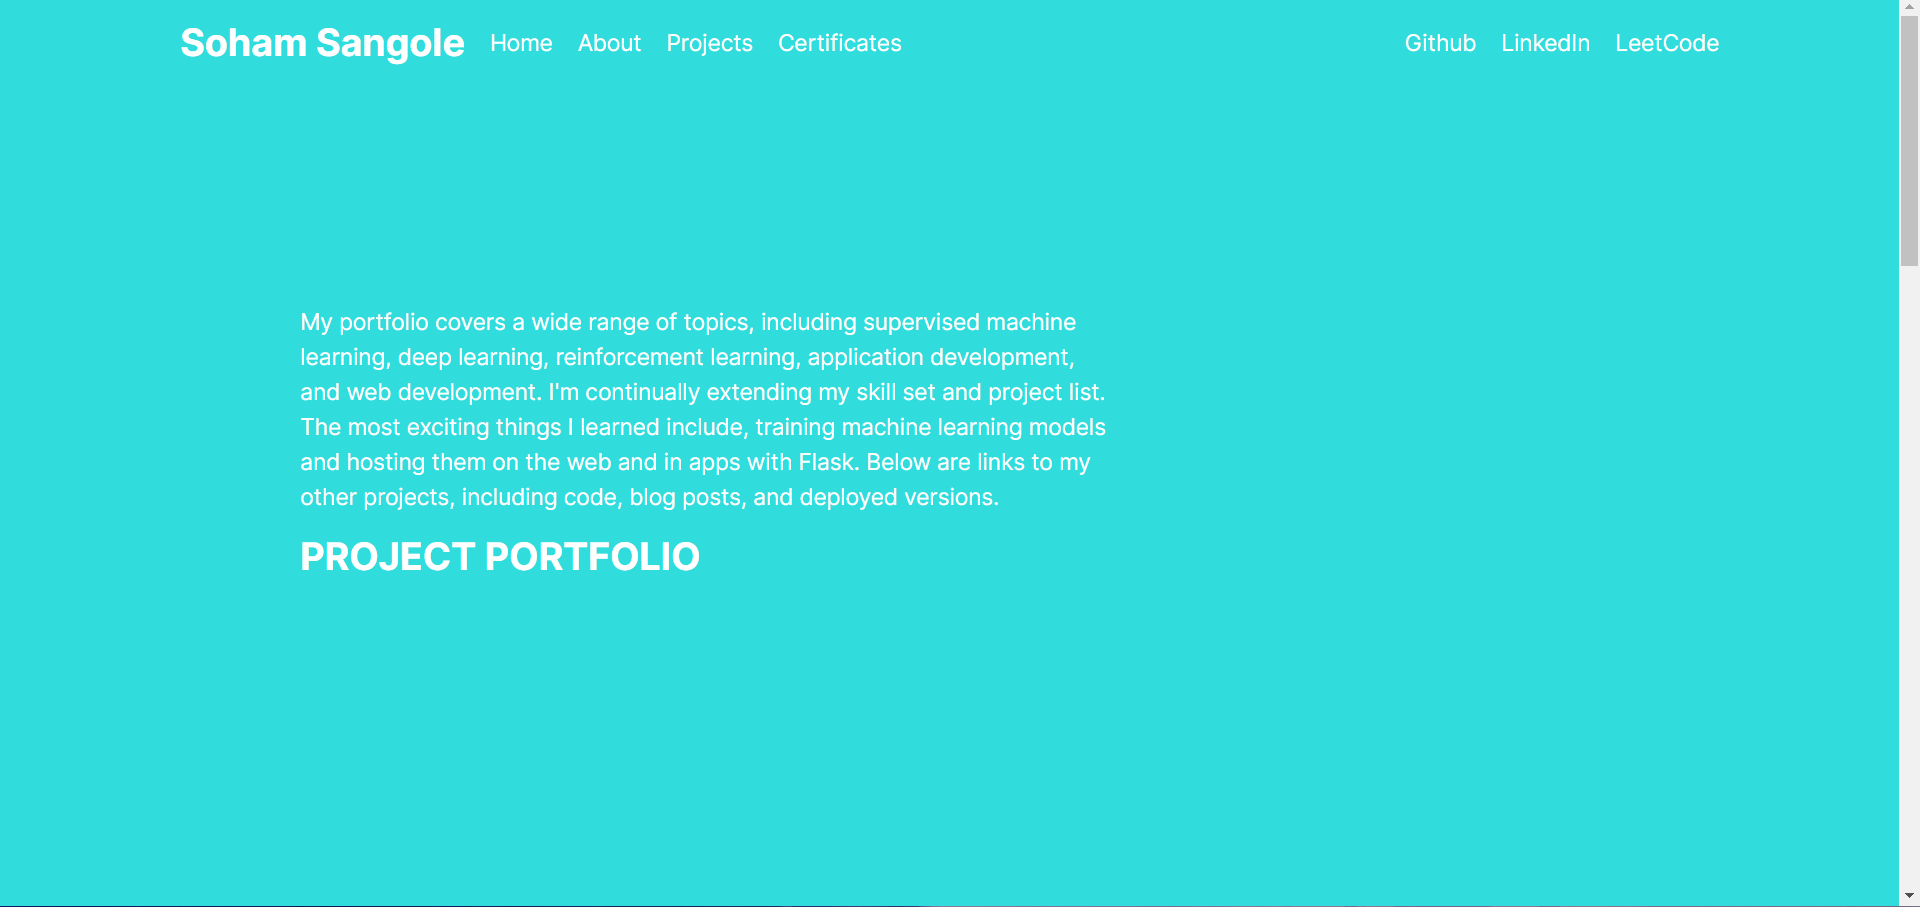 Soham Sangole Home About Projects Certificates Github LinkedIn LeetCode
My portfolio covers a wide range of topics, including supervised machine
learning, deep learning, reinforcement learning, application development,
and web development. I'm continually extending my skill set and project list.
The most exciting things I learned include, training machine learning models
and hosting them on the web and in apps with Flask. Below are links to my
other projects, including code, blog posts, and deployed versions.
PROJECT PORTFOLIO